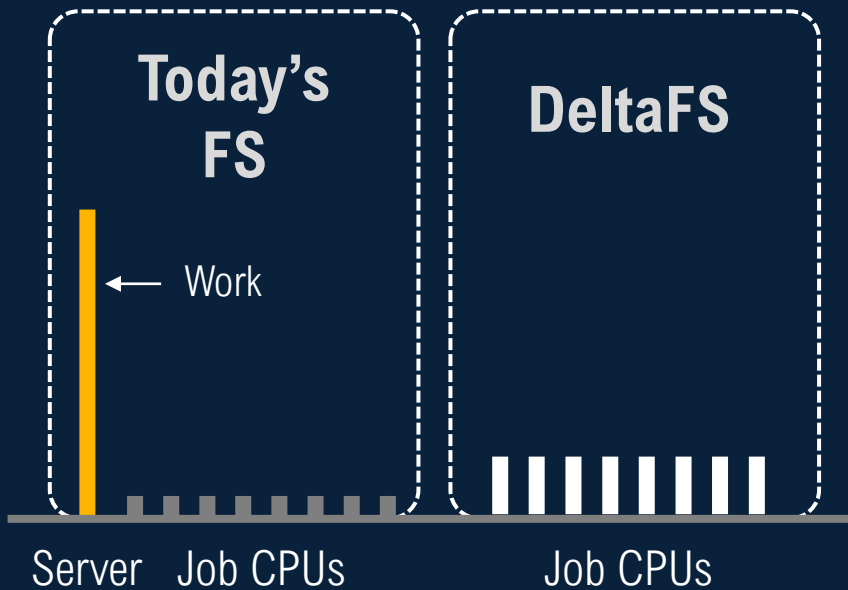 Today’s
FS
DeltaFS
Work
Server Job CPUs
Job CPUs